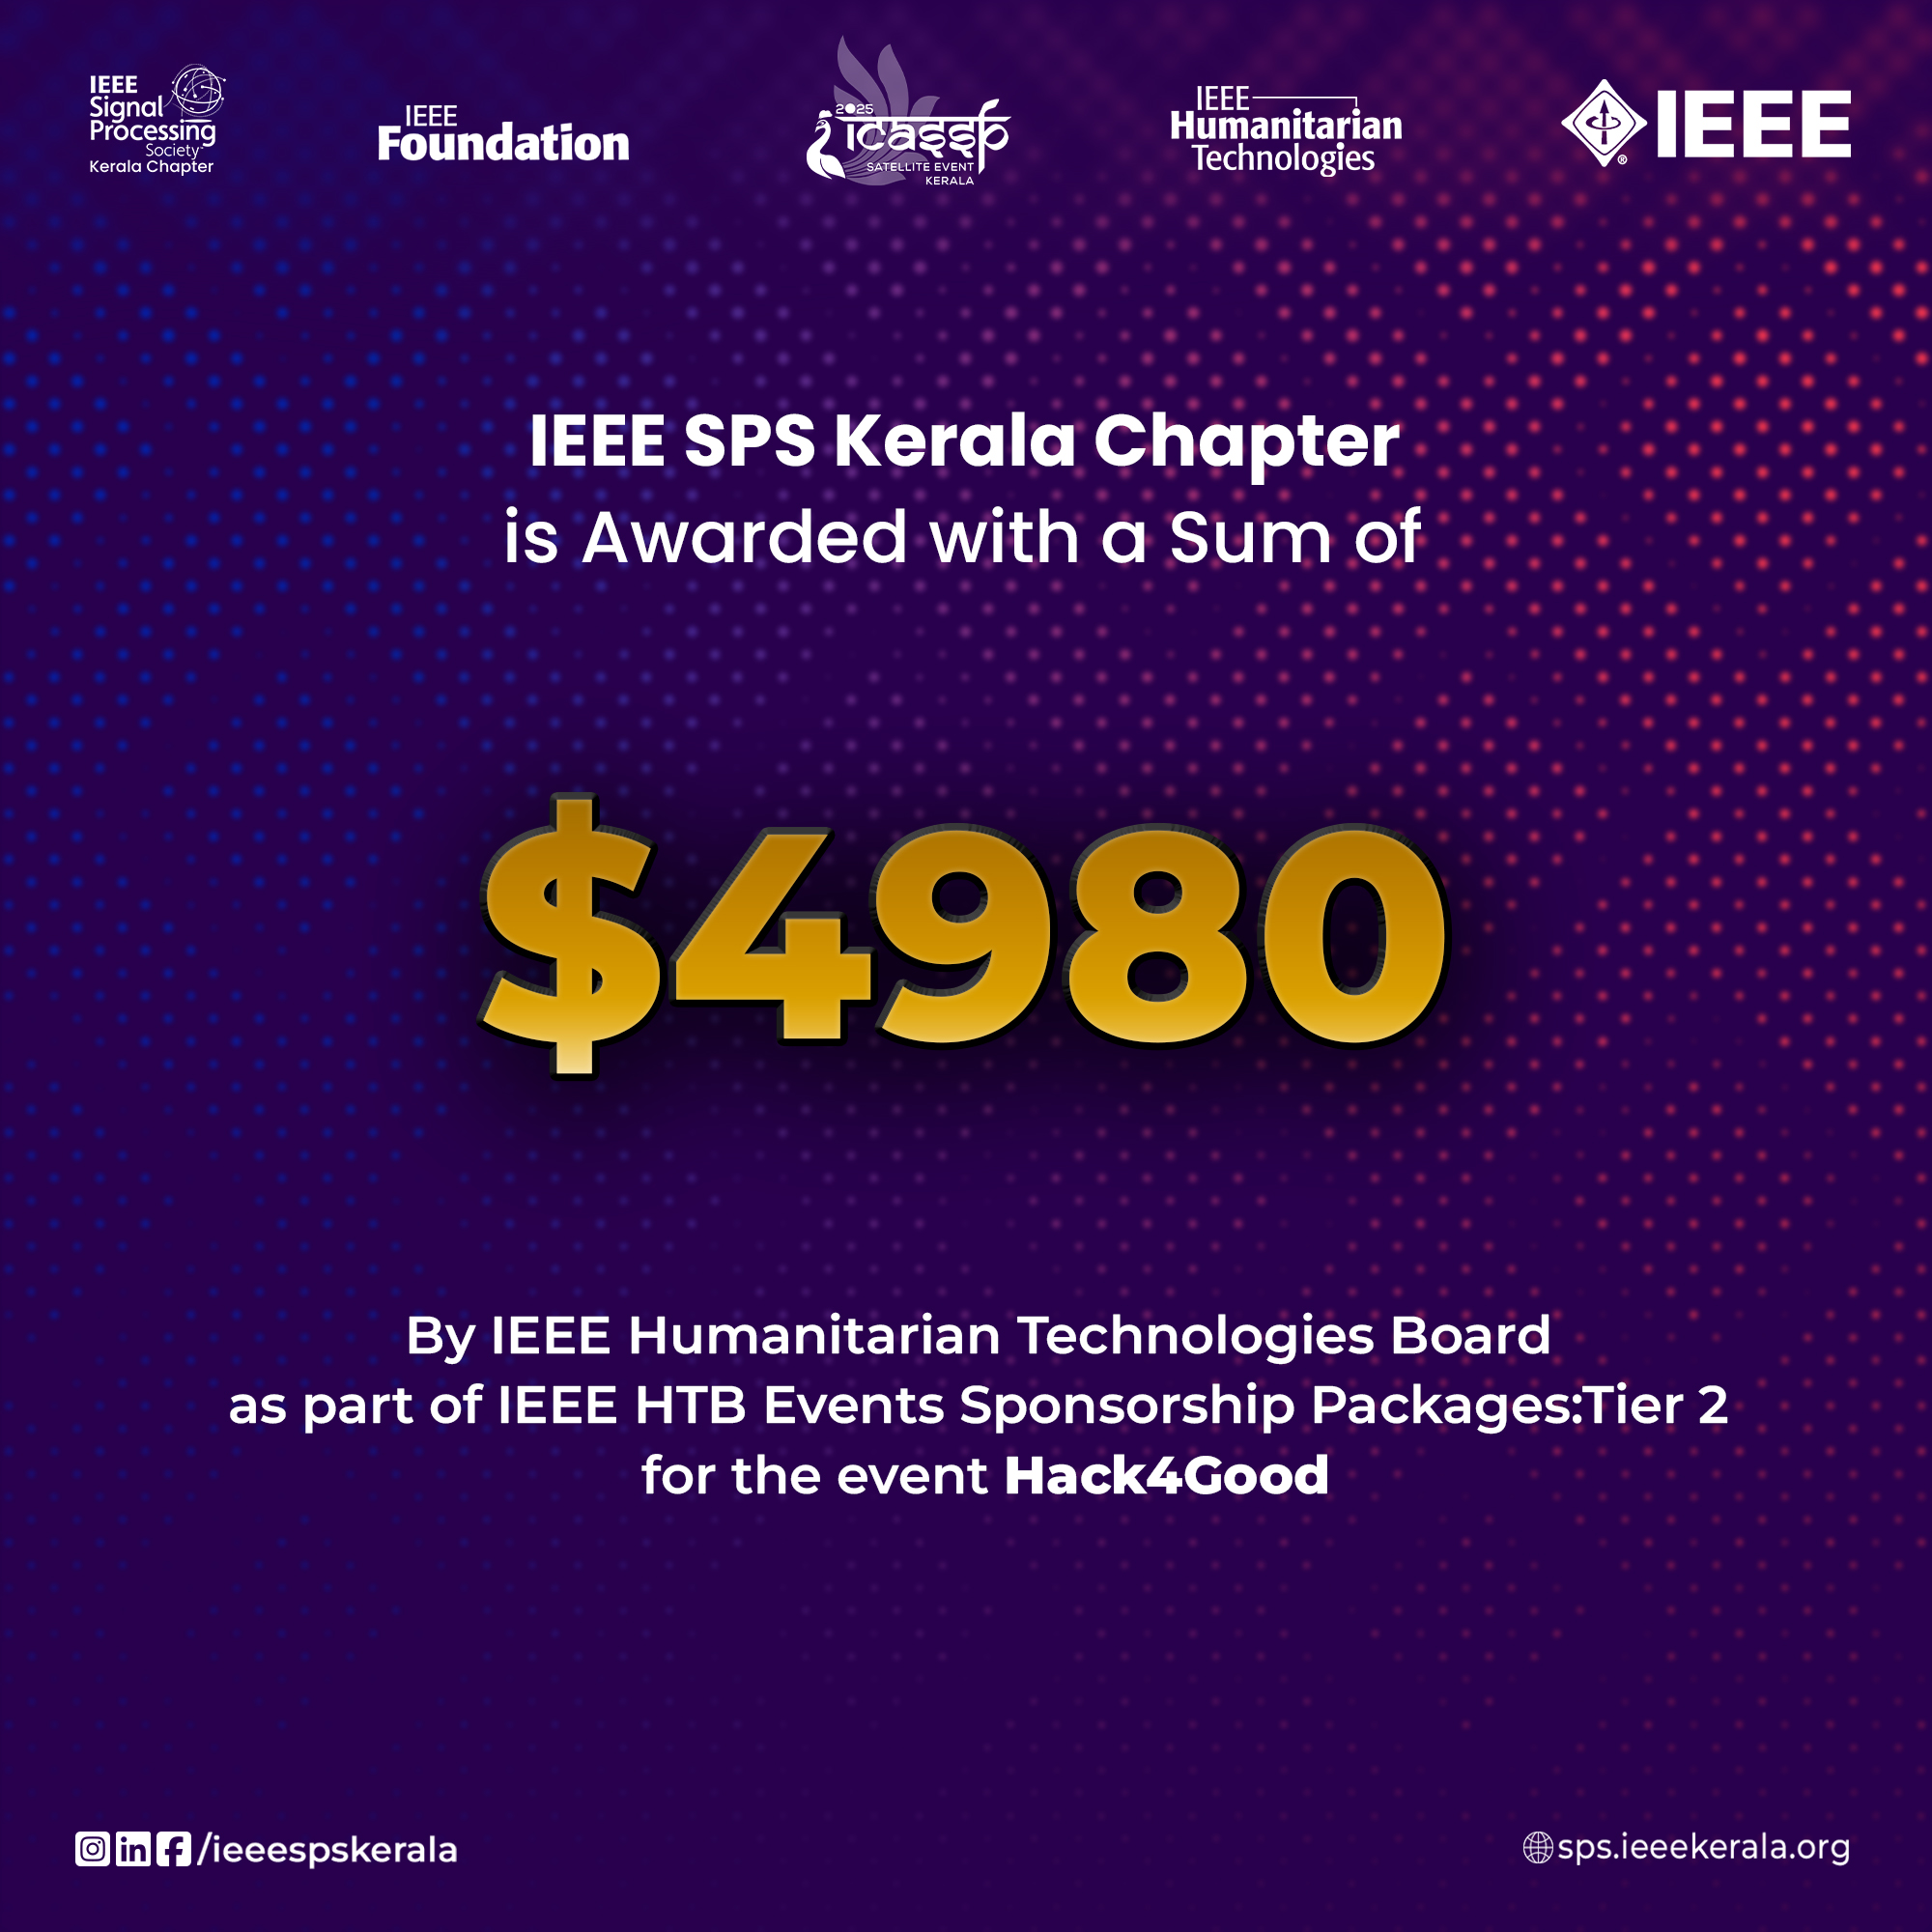 IEEE
Signal
Processing
Society
Kerala Chapter
IEEE
Foundation
2025
icassp
SATELLITE EVENT
KERALA
IEEE
Humanitarian
Technologies
® IEEE
IEEE SPS Kerala Chapter
is Awarded with a Sum of
$4980
By IEEE Humanitarian Technologies Board
as part of IEEE HTB Events Sponsorship Packages:Tier 2
for the event Hack4Good
/ieeespskerala
sps.ieeekerala.org